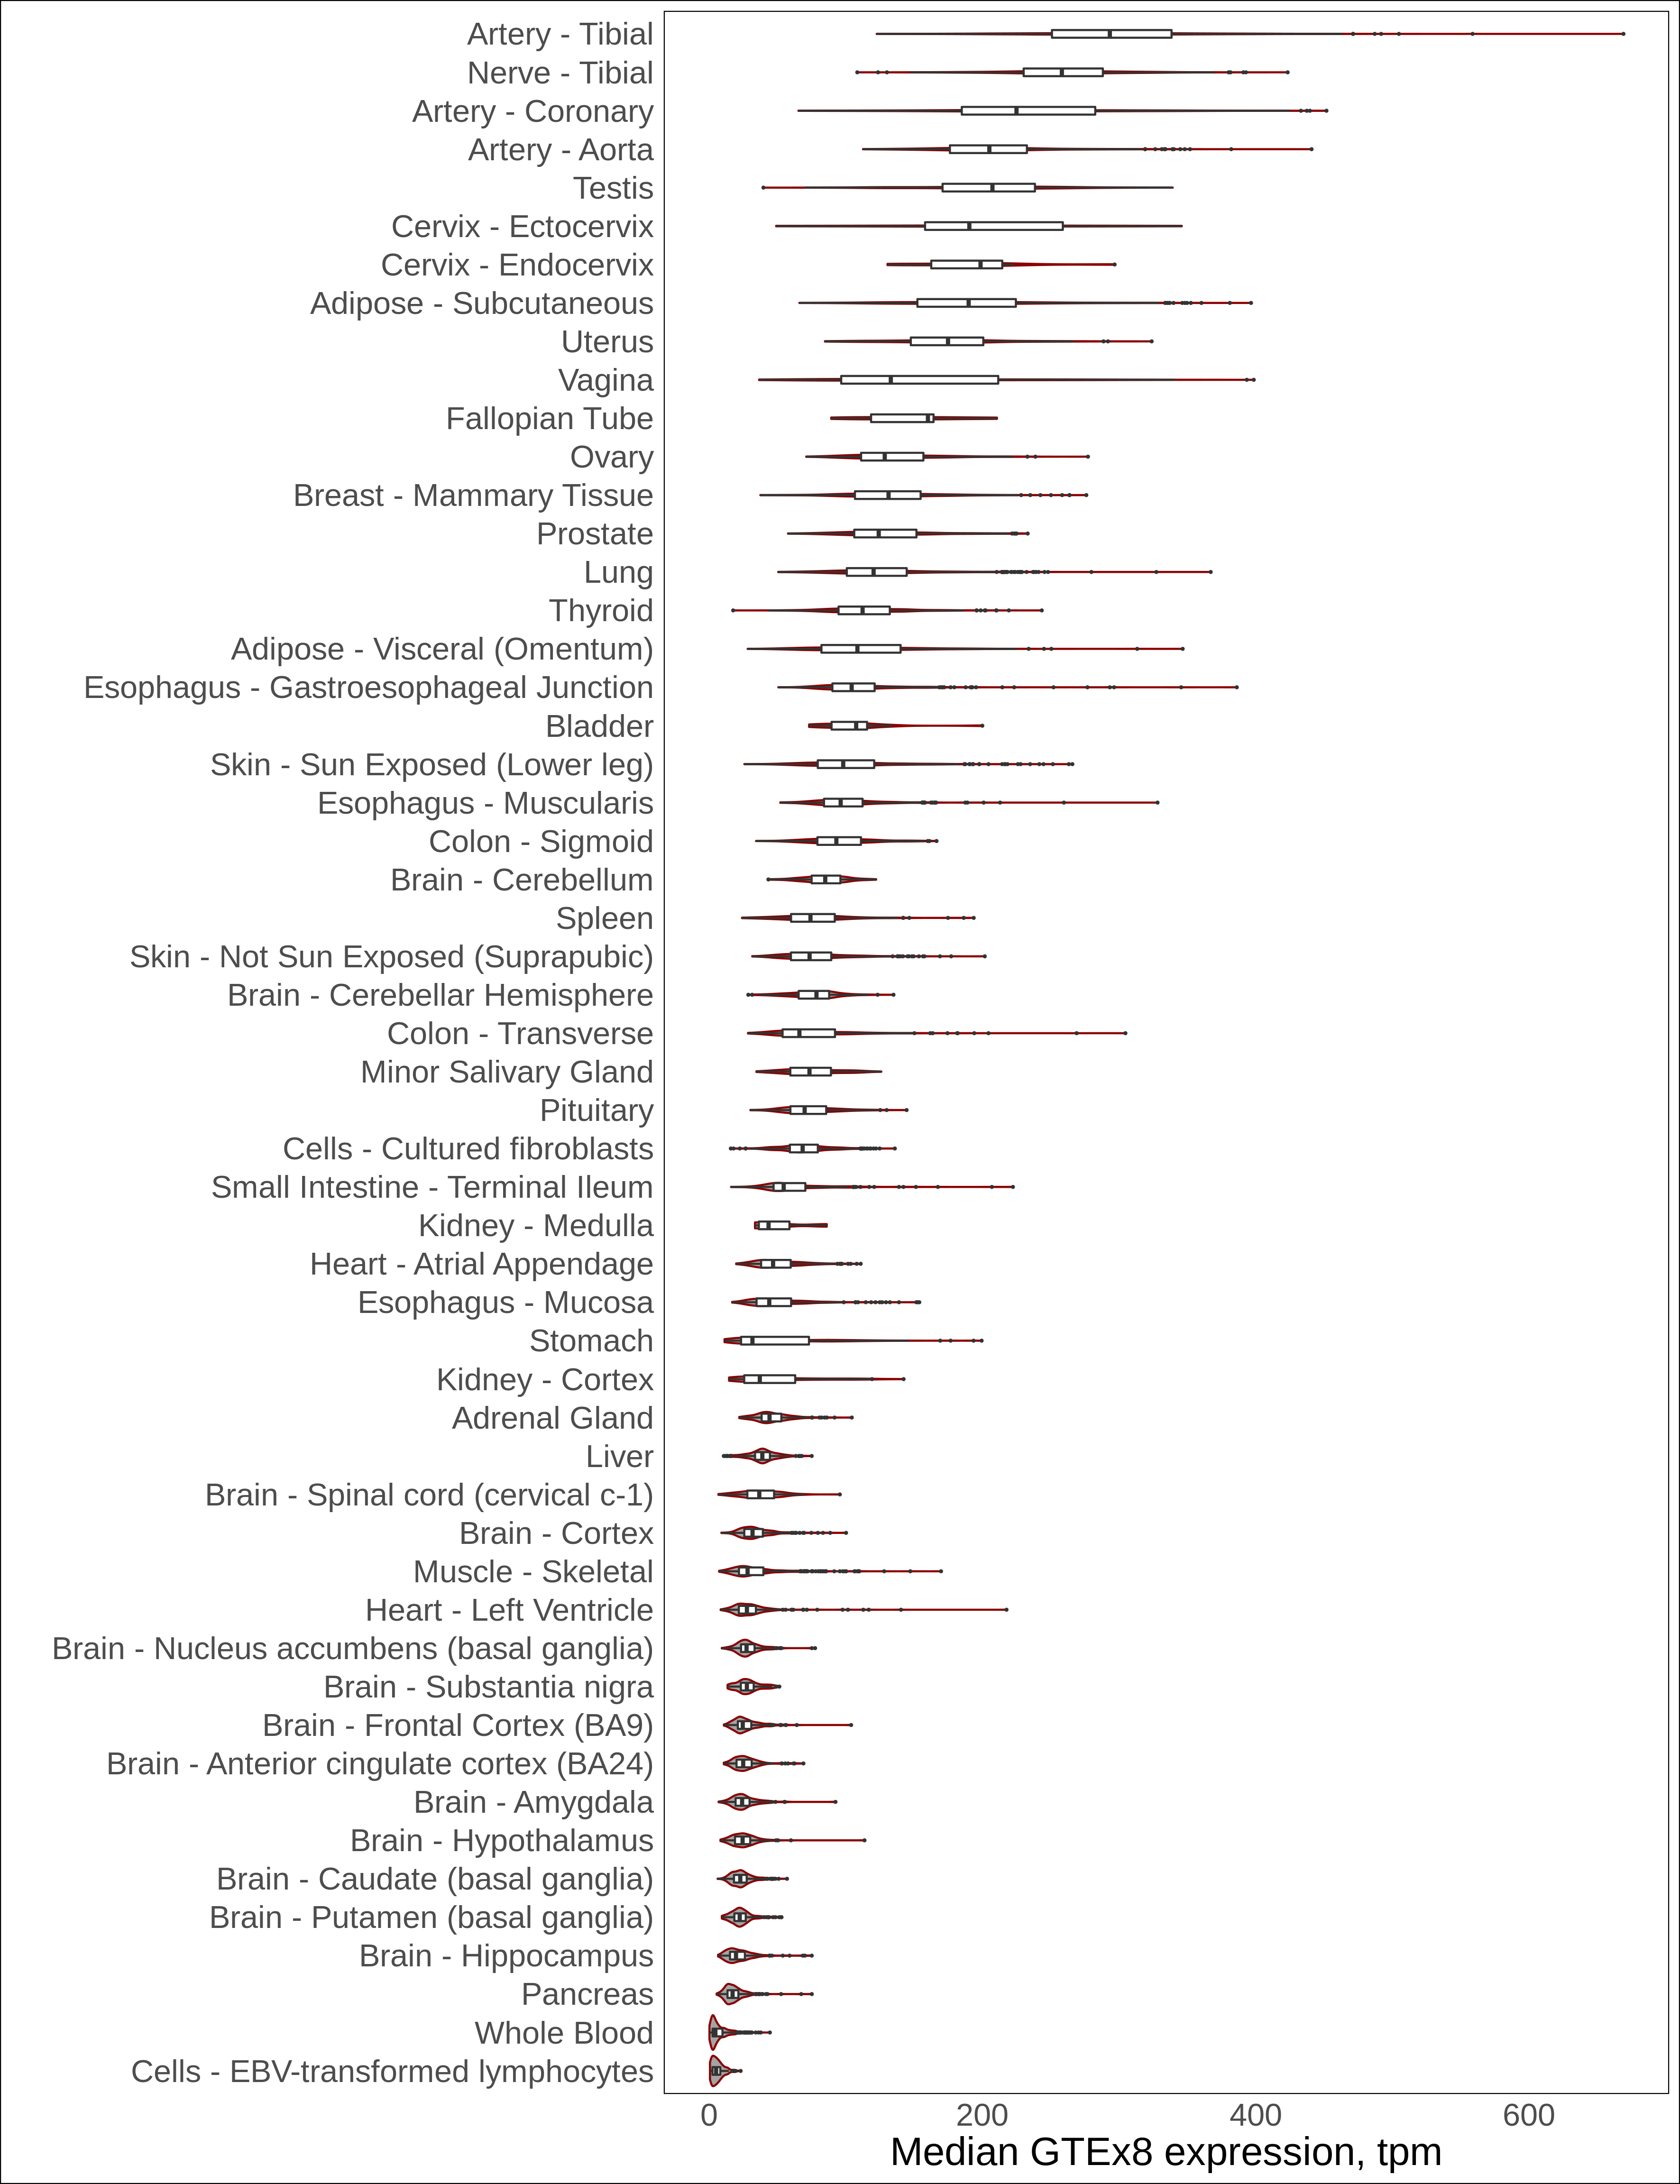 Artery - Tibial
Nerve - Tibial
Artery - Coronary
Artery - Aorta
Testis
Cervix - Ectocervix
Cervix - Endocervix
Adipose - Subcutaneous
Uterus
Vagina
Fallopian Tube
Ovary
Breast - Mammary Tissue
Prostate
Lung
Thyroid
Adipose - Visceral (Omentum)
Esophagus - Gastroesophageal Junction
Bladder
Skin - Sun Exposed (Lower leg)
Esophagus - Muscularis
Colon - Sigmoid
Brain - Cerebellum
Spleen
Skin - Not Sun Exposed (Suprapubic)
Brain - Cerebellar Hemisphere
Colon - Transverse
Minor Salivary Gland
Pituitary
Cells - Cultured fibroblasts
Small Intestine - Terminal Ileum
Kidney - Medulla
Heart - Atrial Appendage
Esophagus - Mucosa
Stomach
Kidney - Cortex
Adrenal Gland
Liver
Brain - Spinal cord (cervical c-1)
Brain - Cortex
Muscle - Skeletal
Heart - Left Ventricle
Brain - Nucleus accumbens (basal ganglia)
Brain - Substantia nigra
Brain - Frontal Cortex (BA9)
Brain - Anterior cingulate cortex (BA24)
Brain - Amygdala
Brain - Hypothalamus
Brain - Caudate (basal ganglia)
Brain - Putamen (basal ganglia)
Brain - Hippocampus
Pancreas
Whole Blood
Cells - EBV-transformed lymphocytes
0 200 400 600
Median GTEx8 expression, tpm